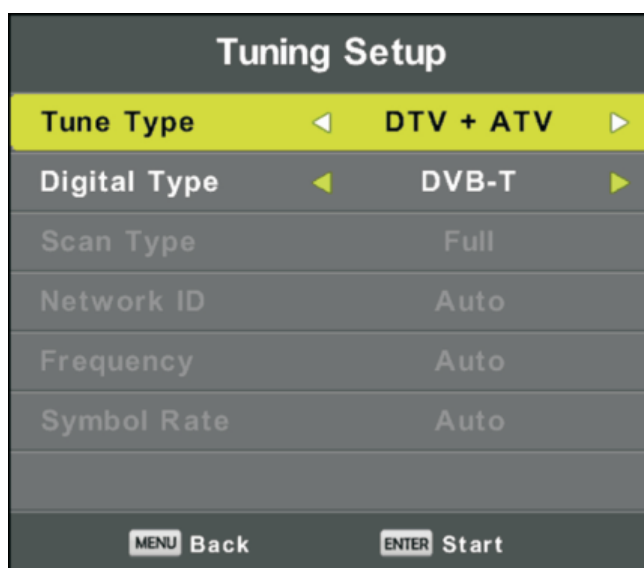 Tuning Setup
Tune Type DTV + ATV
Digital Type DVB-T
Scan Type Full
Network ID Auto
Frequency Auto
Symbol Rate Auto
MENU Back ENTER Start